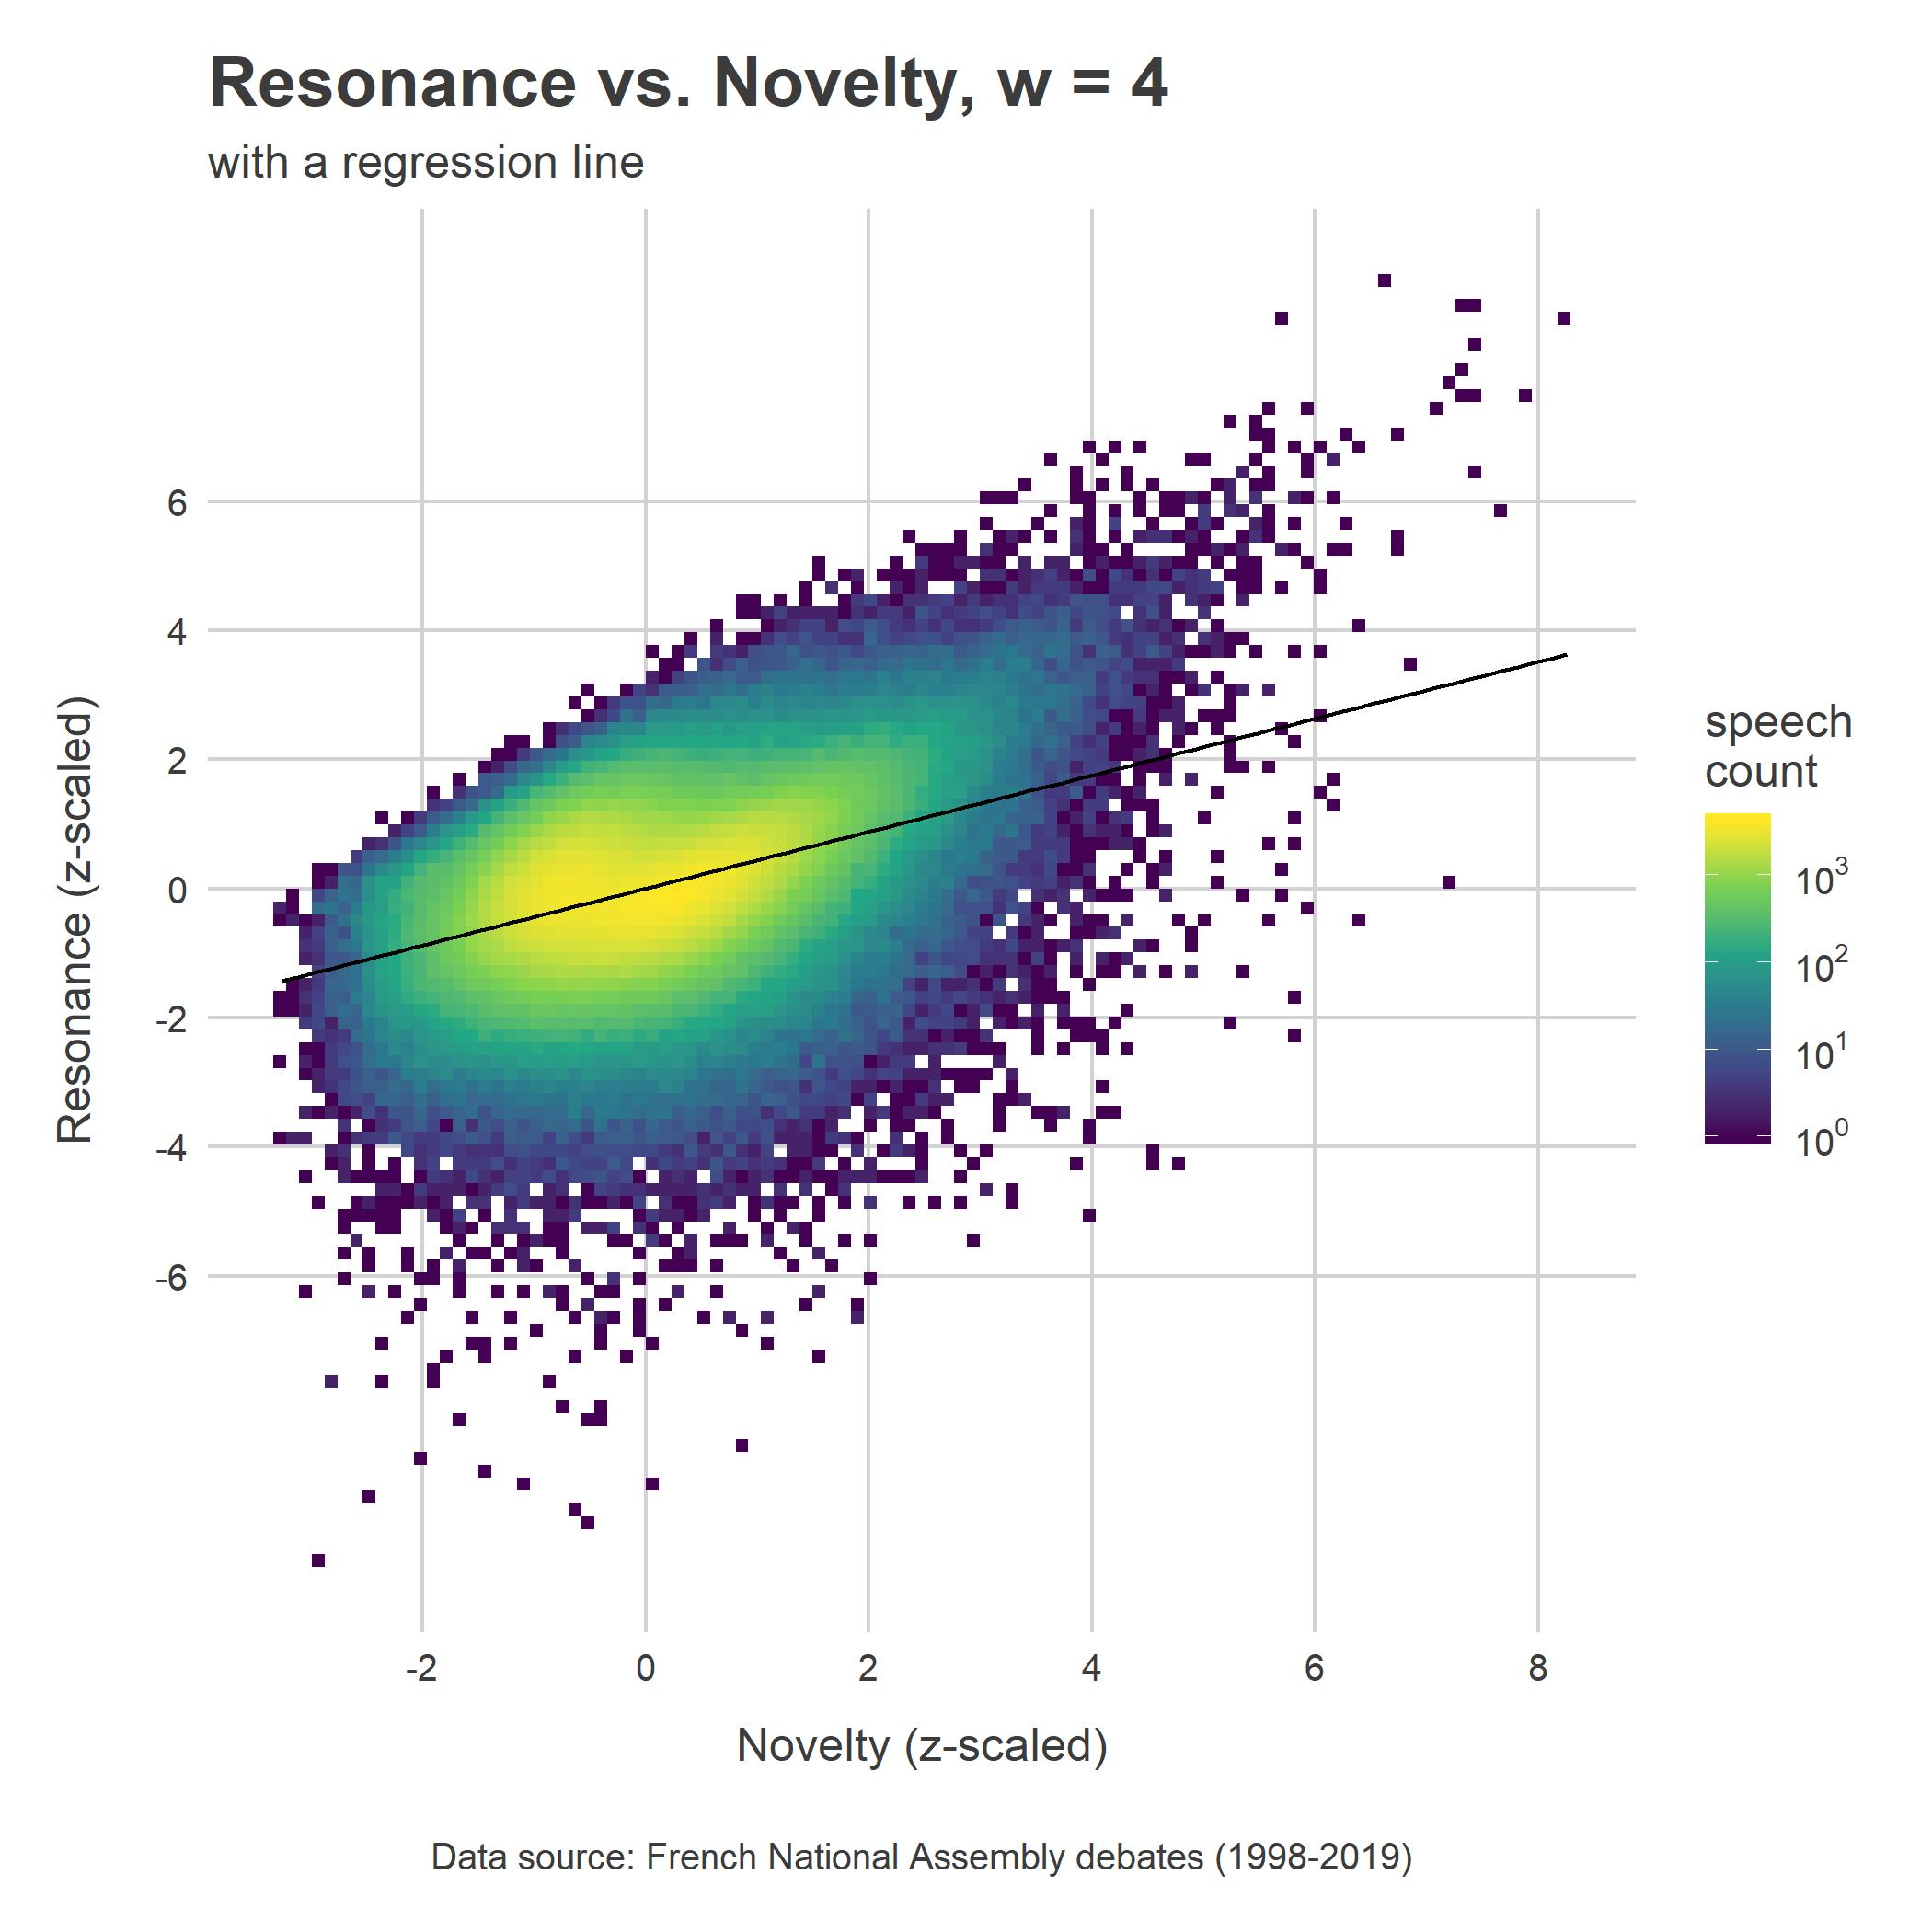 Resonance vs. Novelty, w = 4
with a regression line
Resonance (z-scaled)
6
4
2
0
-2
-4
-6
-2 0 2 4 6 8
Novelty (z-scaled)
speech
count
10³
10²
10¹
10⁰
Data source: French National Assembly debates (1998-2019)